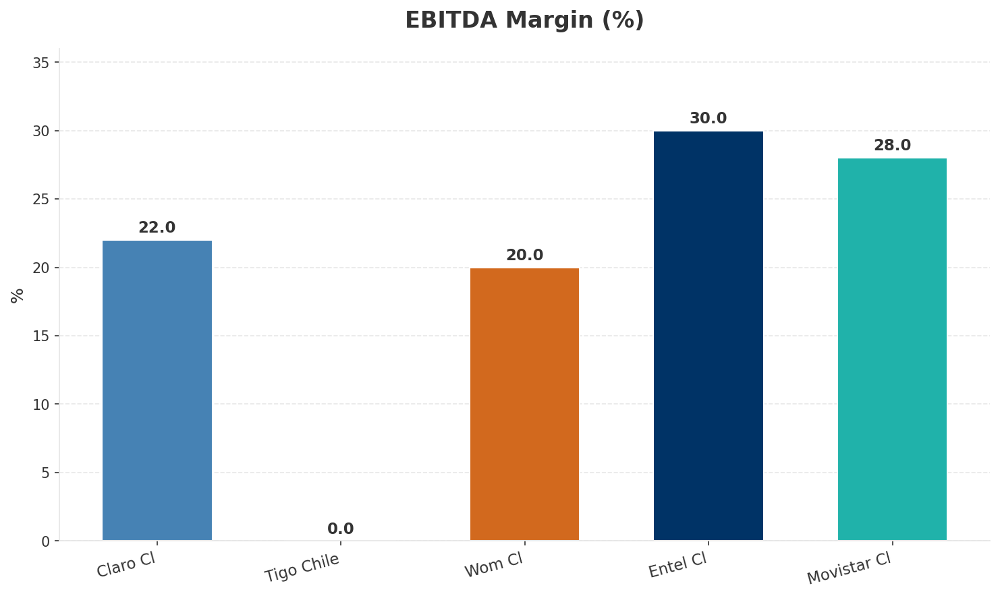 EBITDA Margin (%)
%
35
30
25
20
15
10
5
0
22.0
0.0
20.0
30.0
28.0
Claro Cl
Tigo Chile
Wom Cl
Entel Cl
Movistar Cl